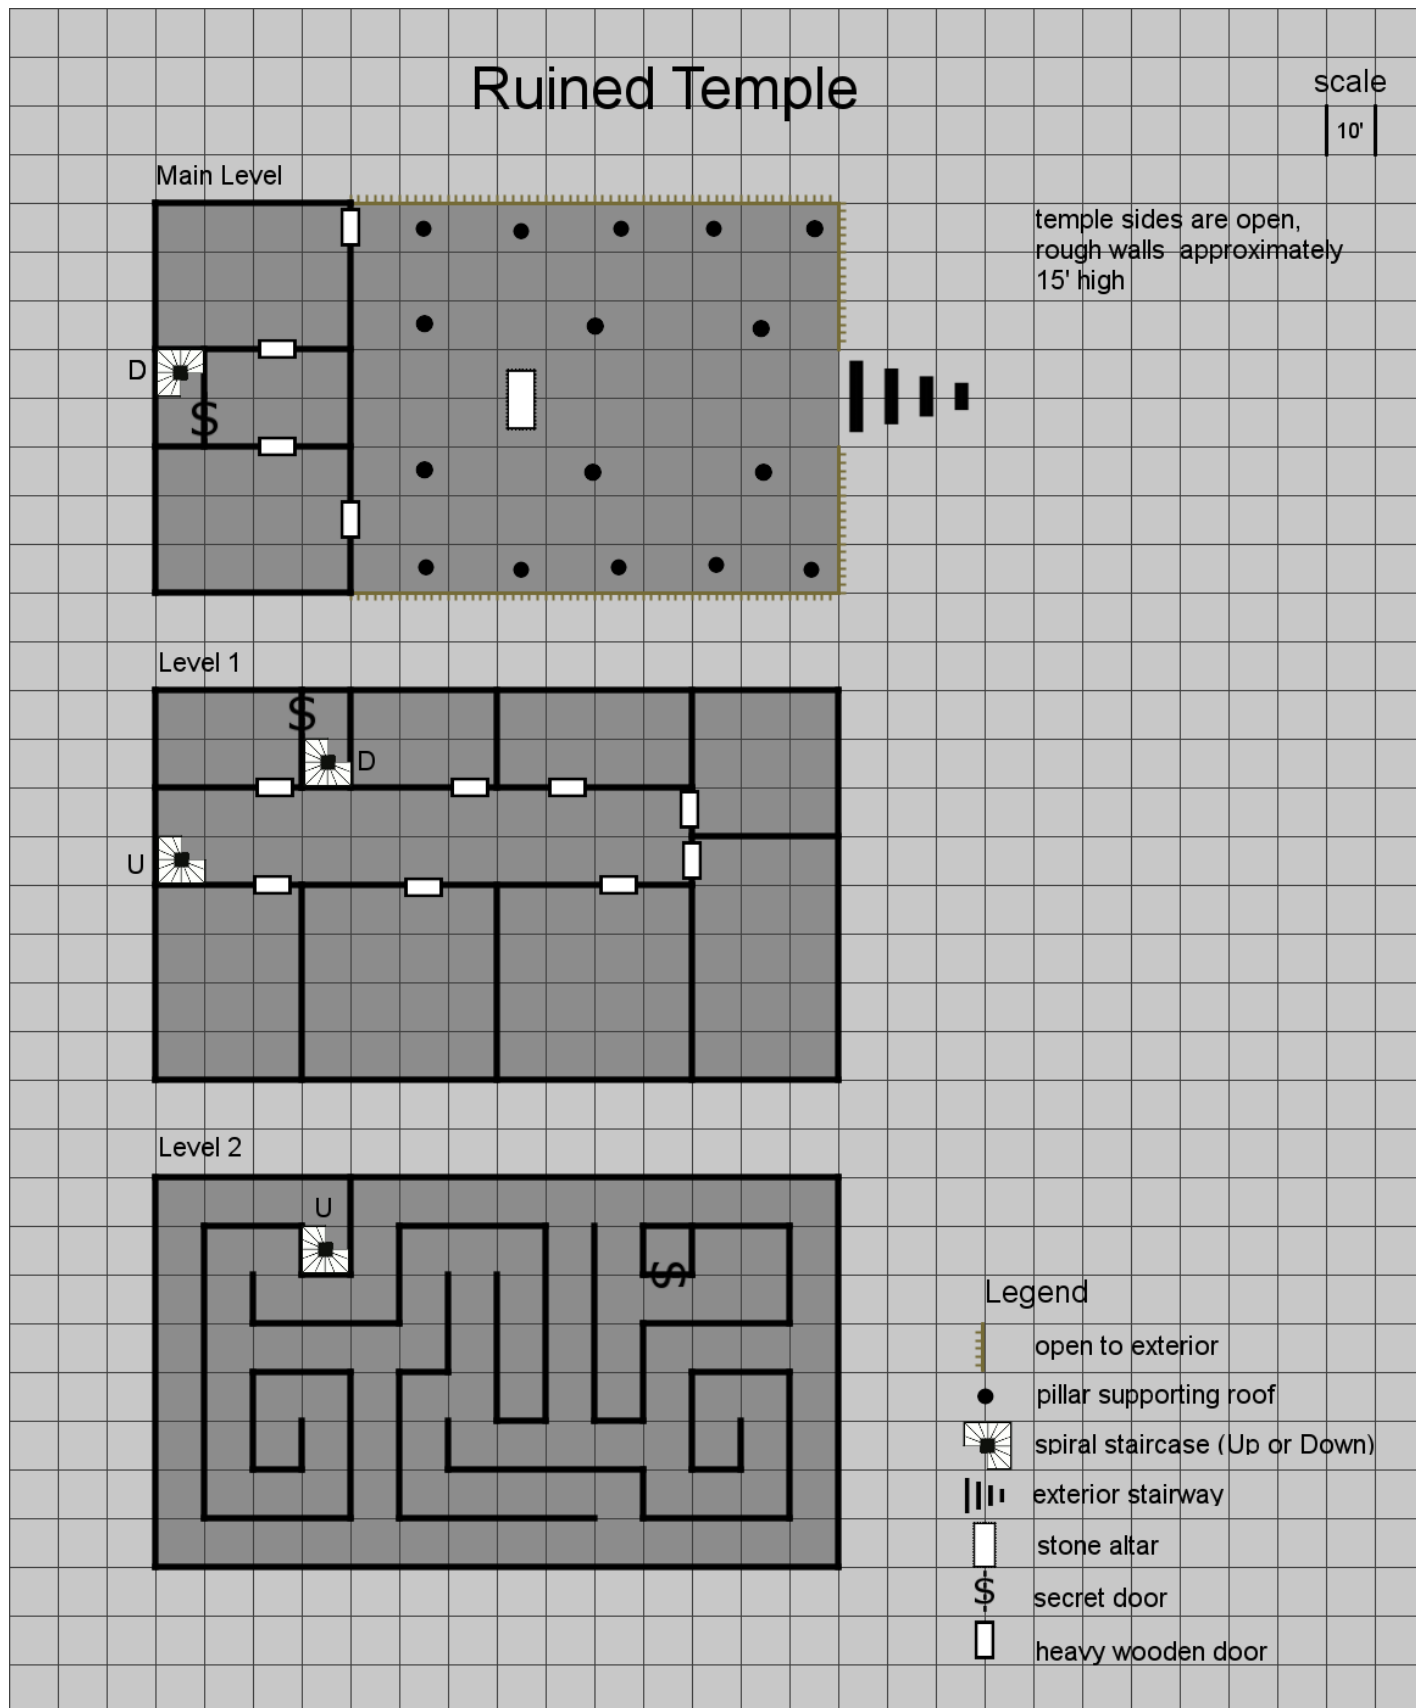 Ruined Temple
scale
10'
Main Level
temple sides are open,
rough walls approximately
15' high
D
$
Level 1
$
D
U
Level 2
U
$
Legend
open to exterior
pillar supporting roof
spiral staircase (Up or Down)
exterior stairway
stone altar
$ secret door
heavy wooden door